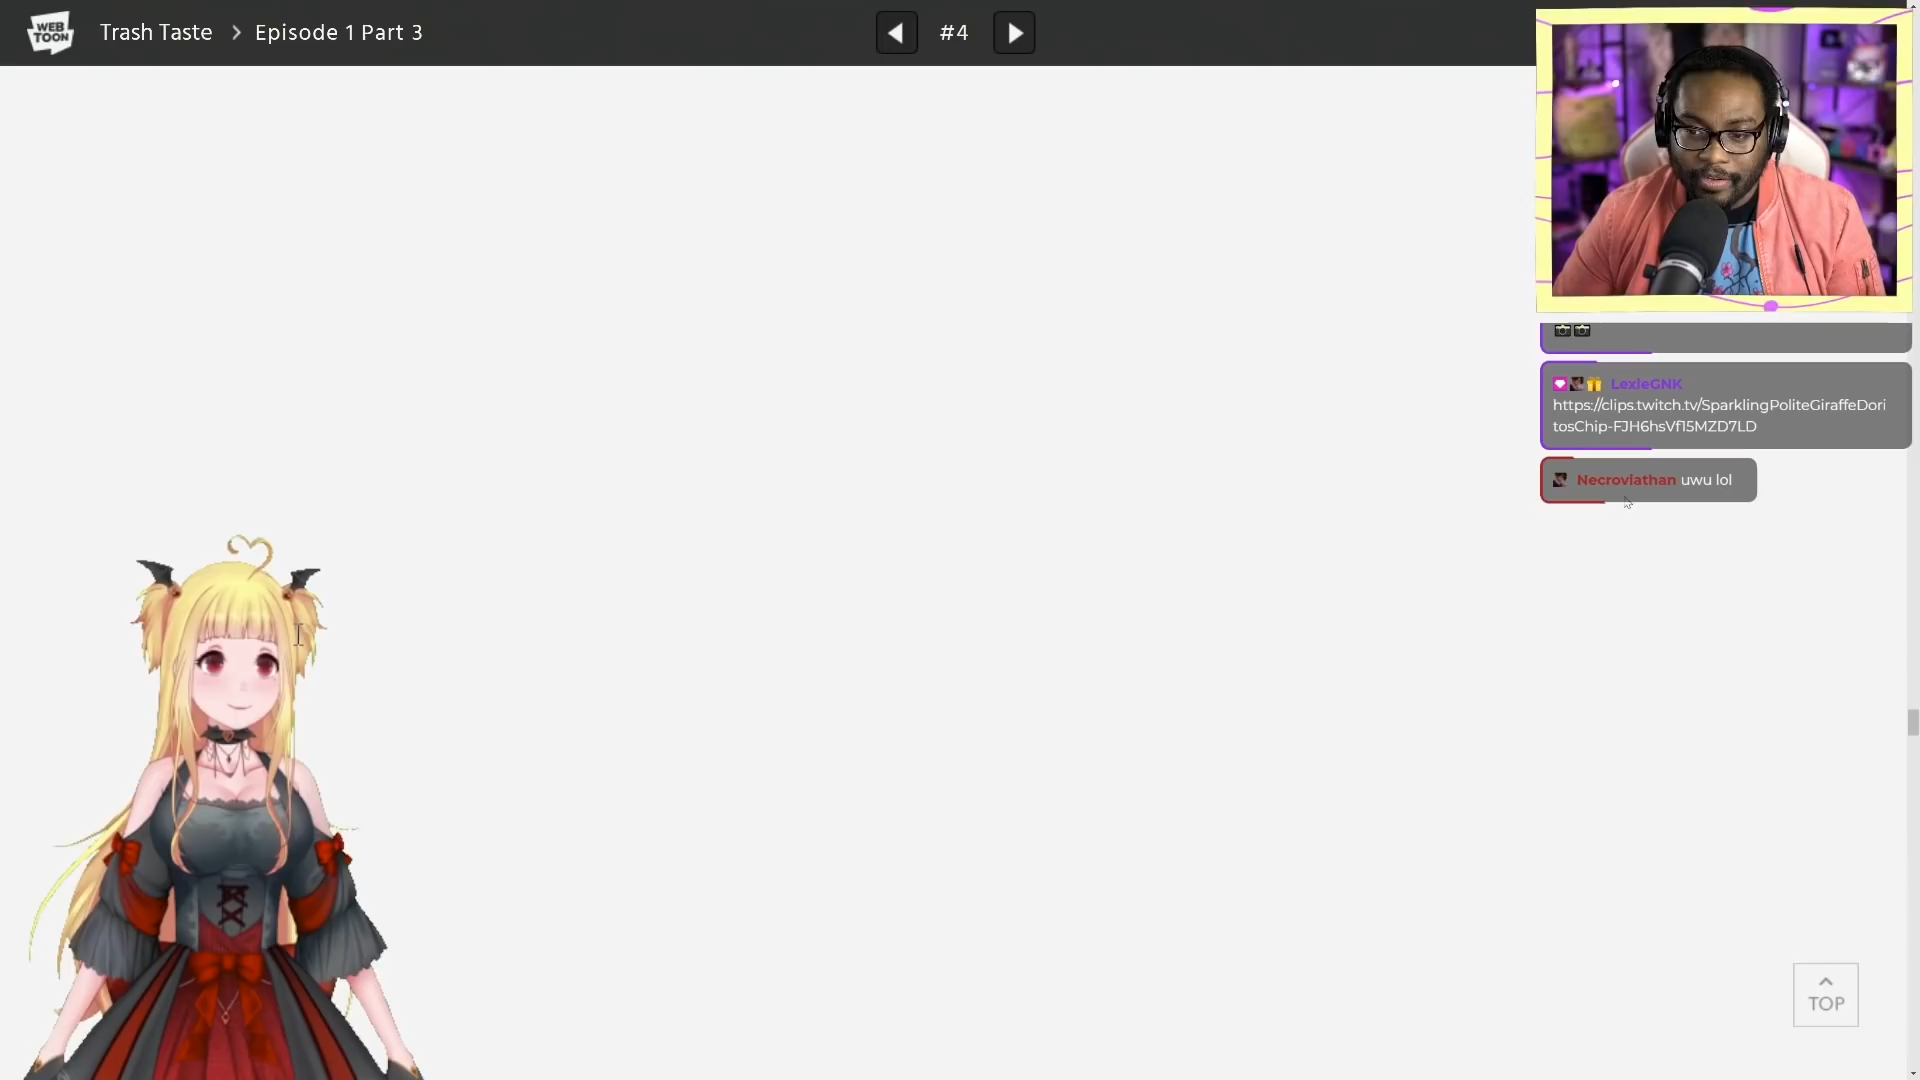 WEB
TOON
Trash Taste > Episode 1 Part 3
#4
LexieGNK
https://clips.twitch.tv/SparklingPoliteGiraffeDori
tosChip-FJH6hsVf15MZD7LD
Necroviathan uwu lol
TOP